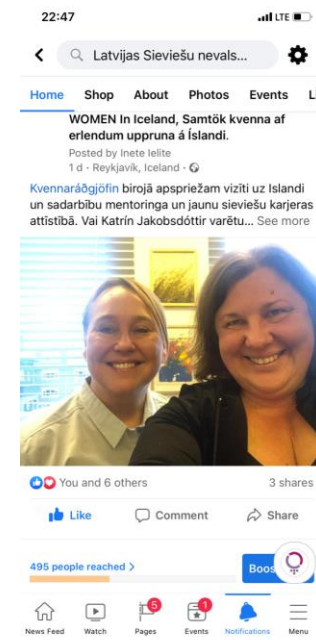 22:47
LTE
Latvijas Sieviešu nevals...
Home Shop About Photos Events
WOMEN In Iceland, Samtök kvenna af
erlendum uppruna á Íslandi.
Posted by Inete Ielite
1 d · Reykjavík, Iceland ·
Kvennaráðgjöfin birojā apspriežam vizīti uz Islandi
un sadarbību mentoringa un jaunu sieviešu karjeras
attīstībā. Vai Katrín Jakobsdóttir varētu... See more
You and 6 others 3 shares
Like Comment Share
495 people reached >
Boos
5 1
News Feed Watch Pages Events Notifications Menu